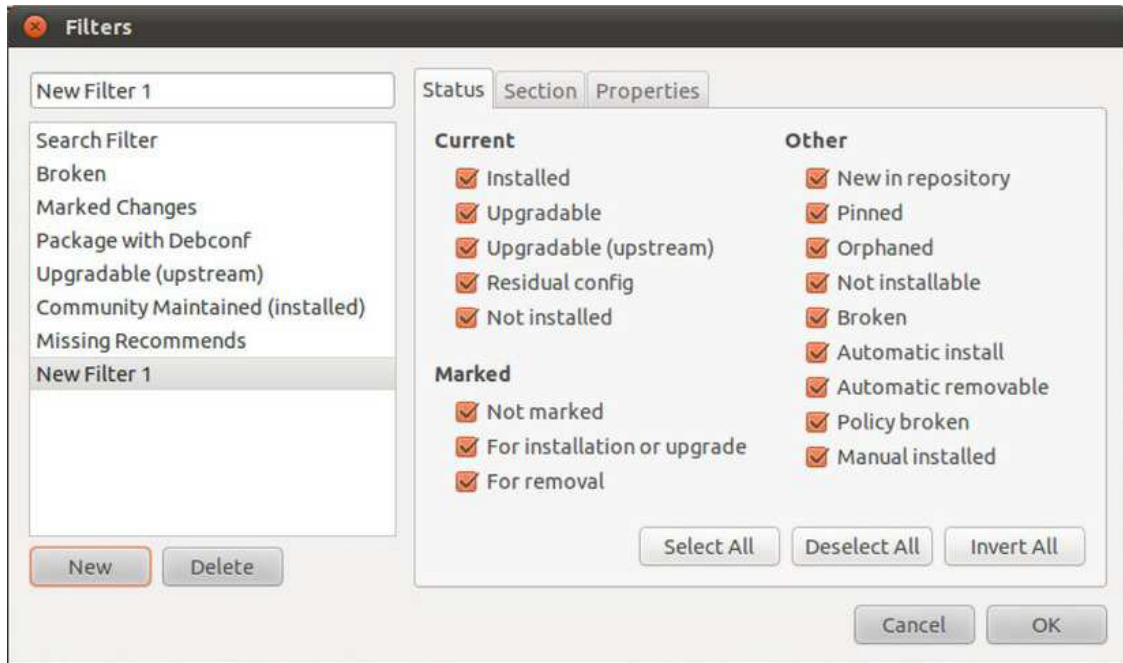 Filters
New Filter 1
Search Filter
Broken
Marked Changes
Package with Debconf
Upgradable (upstream)
Community Maintained (installed)
Missing Recommends
New Filter 1
New
Delete
Status
Section
Properties
Current
Installed
Upgradable
Upgradable (upstream)
Residual config
Not installed
Marked
Not marked
For installation or upgrade
For removal
Other
New in repository
Pinned
Orphaned
Not installable
Broken
Automatic install
Automatic removable
Policy broken
Manual installed
Select All
Deselect All
Invert All
Cancel
OK